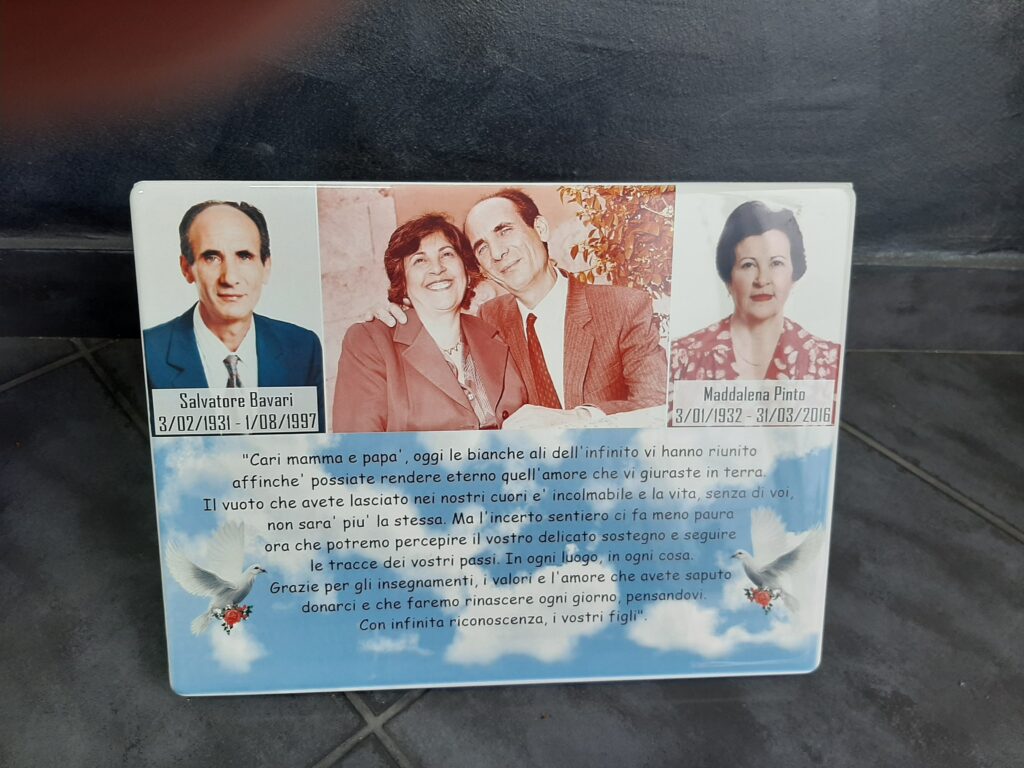 Salvatore Bavari
3/02/1931 - 1/08/1997
Maddalena Pinto
3/01/1932 - 31/03/2016
"Cari mamma e papa', oggi le bianche ali dell'infinito vi hanno riunito
affinche' possiate rendere eterno quell'amore che vi giuraste in terra.
Il vuoto che avete lasciato nei nostri cuori e' incolmabile e la vita, senza di voi,
non sara' piu' la stessa. Ma l'incerto sentiero ci fa meno paura
ora che potremo percepire il vostro delicato sostegno e seguire
le tracce dei vostri passi. In ogni luogo, in ogni cosa.
Grazie per gli insegnamenti, i valori e l'amore che avete saputo
donarci e che faremo rinascere ogni giorno, pensandovi.
Con infinita riconoscenza, i vostri figli".